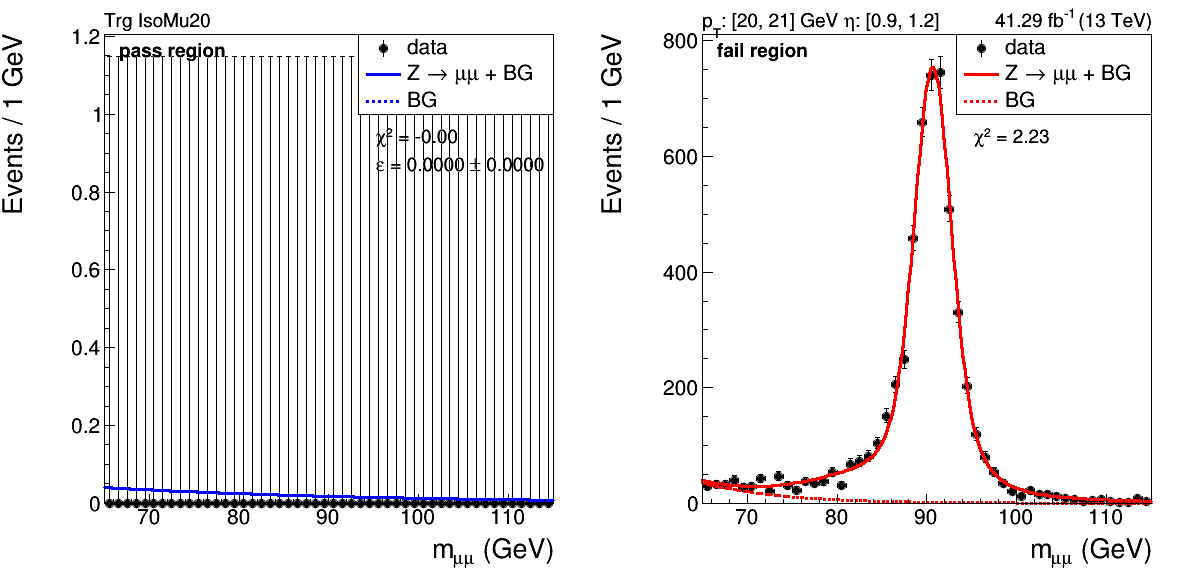 Trg IsoMu20
pass region
data
Z → μμ + BG
BG
χ² = -0.00
ε = 0.0000 ± 0.0000
Events / 1 GeV
1.2
1
0.8
0.6
0.4
0.2
0
70 80 90 100 110
mμμ (GeV)
pT: [20, 21] GeV η: [0.9, 1.2]
41.29 fb⁻¹ (13 TeV)
fail region
data
Z → μμ + BG
BG
χ² = 2.23
Events / 1 GeV
800
600
400
200
0
70 80 90 100 110
mμμ (GeV)